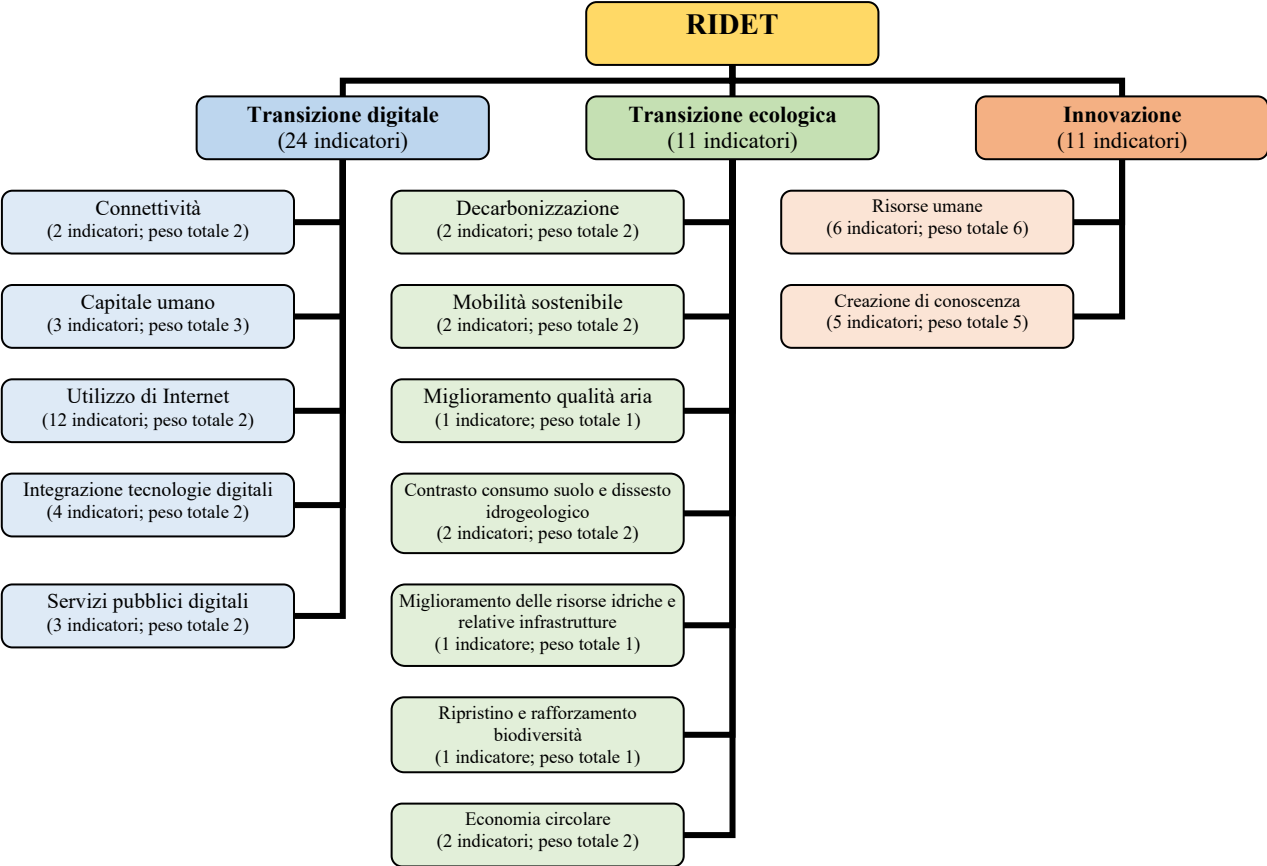 RIDET
Transizione digitale
(24 indicatori)
Transizione ecologica
(11 indicatori)
Innovazione
(11 indicatori)
Connettività
(2 indicatori; peso totale 2)
Capitale umano
(3 indicatori; peso totale 3)
Utilizzo di Internet
(12 indicatori; peso totale 2)
Integrazione tecnologie digitali
(4 indicatori; peso totale 2)
Servizi pubblici digitali
(3 indicatori; peso totale 2)
Decarbonizzazione
(2 indicatori; peso totale 2)
Mobilità sostenibile
(2 indicatori; peso totale 2)
Miglioramento qualità aria
(1 indicatore; peso totale 1)
Contrasto consumo suolo e dissesto
idrogeologico
(2 indicatori; peso totale 2)
Miglioramento delle risorse idriche e
relative infrastrutture
(1 indicatore; peso totale 1)
Ripristino e rafforzamento
biodiversità
(1 indicatore; peso totale 1)
Economia circolare
(2 indicatori; peso totale 2)
Risorse umane
(6 indicatori; peso totale 6)
Creazione di conoscenza
(5 indicatori; peso totale 5)